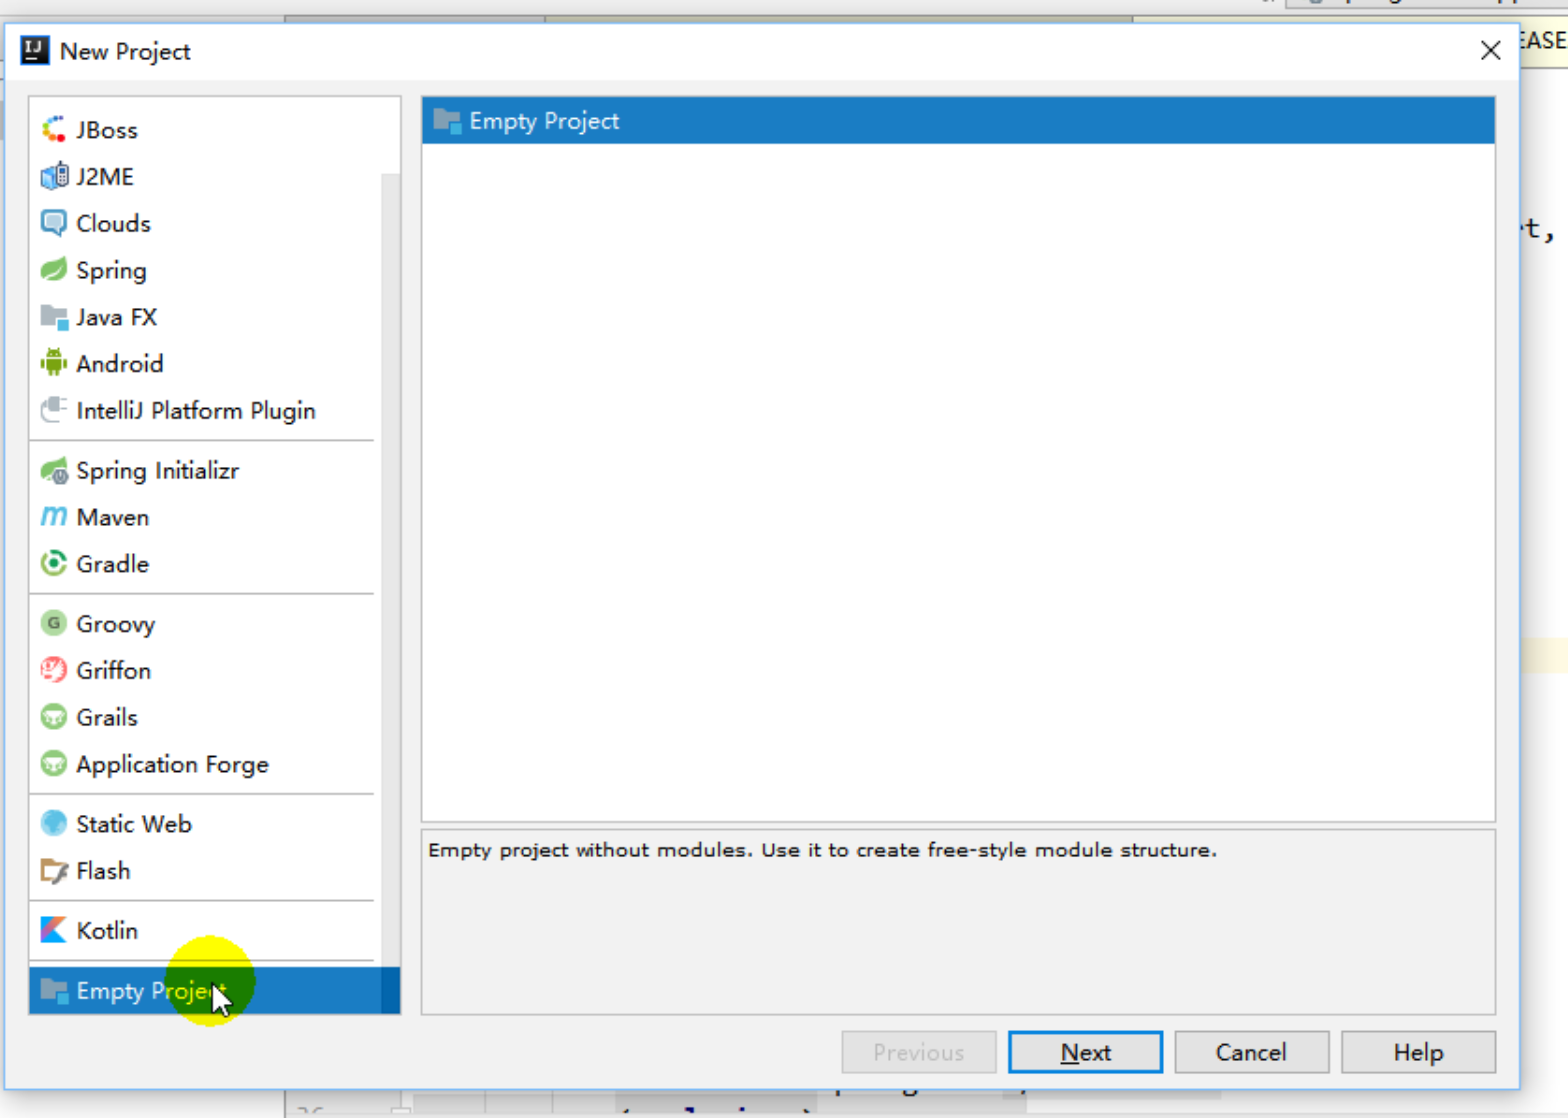 New Project
EASE
JBoss
J2ME
Clouds
Spring
Java FX
Android
IntelliJ Platform Plugin
Spring Initializr
Maven
Gradle
Groovy
Griffon
Grails
Application Forge
Static Web
Flash
Kotlin
Empty Project
Empty Project
t,
Empty project without modules. Use it to create free-style module structure.
Previous
Next
Cancel
Help